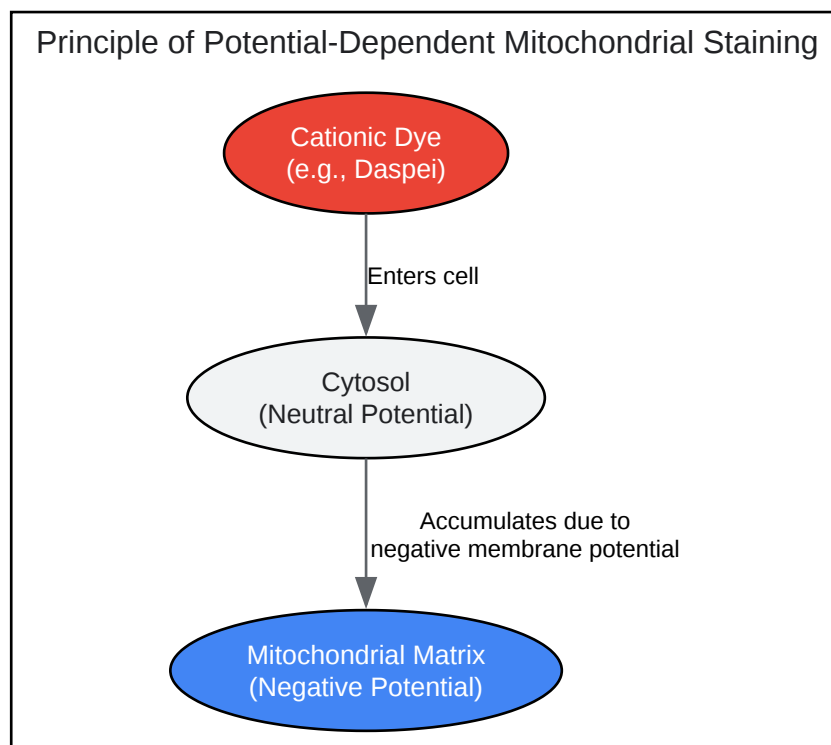 Principle of Potential-Dependent Mitochondrial Staining
Cationic Dye
(e.g., Daspei)
Enters cell
Cytosol
(Neutral Potential)
Accumulates due to
negative membrane potential
Mitochondrial Matrix
(Negative Potential)